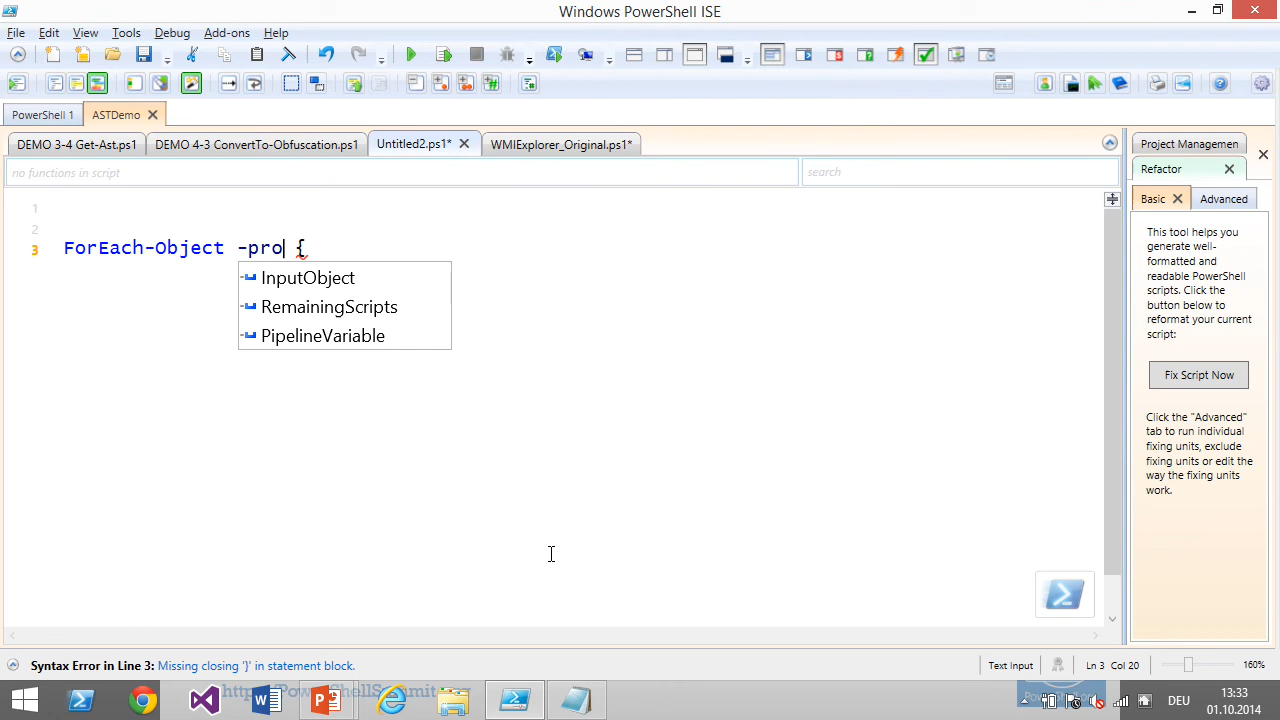 Windows PowerShell ISE
File Edit View Tools Debug Add-ons Help
PowerShell 1 ASTDemo
DEMO 3-4 Get-Ast.ps1 DEMO 4-3 ConvertTo-Obfuscation.ps1 Untitled2.ps1* WMIExplorer_Original.ps1*
no functions in script search
1
2
3 ForEach-Object -pro {
InputObject
RemainingScripts
PipelineVariable
Project Managemen
Refactor
Basic Advanced
This tool helps you
generate well-
formatted and
readable PowerShell
scripts. Click the
button below to
reformat your current
script:
Fix Script Now
Click the "Advanced"
tab to run individual
fixing units, exclude
fixing units or edit the
way the fixing units
work.
Syntax Error in Line 3: Missing closing '}' in statement block. Text Input Ln 3 Col 20 160%
DEU 13:33
01.10.2014